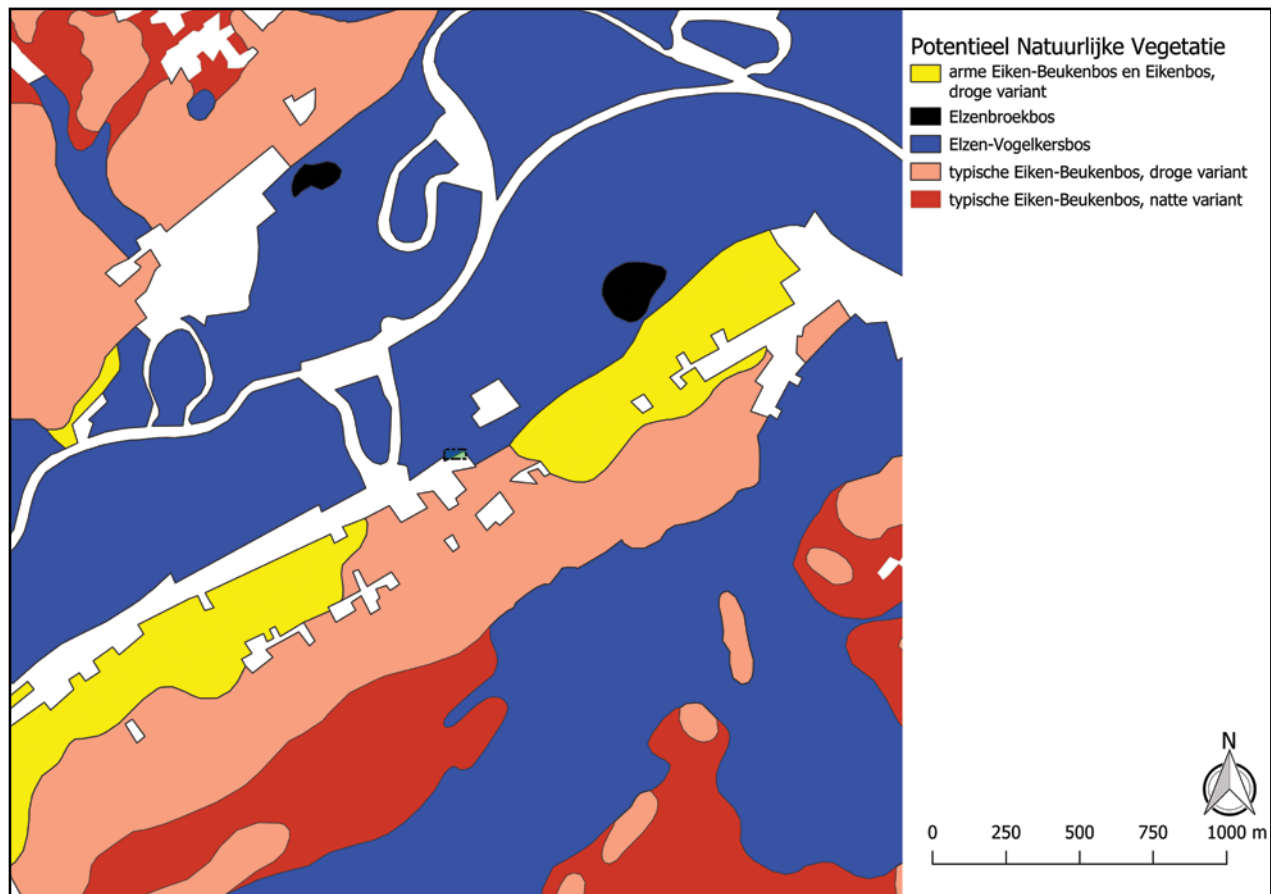 Potentieel Natuurlijke Vegetatie
arme Eiken-Beukenbos en Eikenbos,
droge variant
Elzenbroekbos
Elzen-Vogelkersbos
typische Eiken-Beukenbos, droge variant
typische Eiken-Beukenbos, natte variant
N
0 250 500 750 1000 m